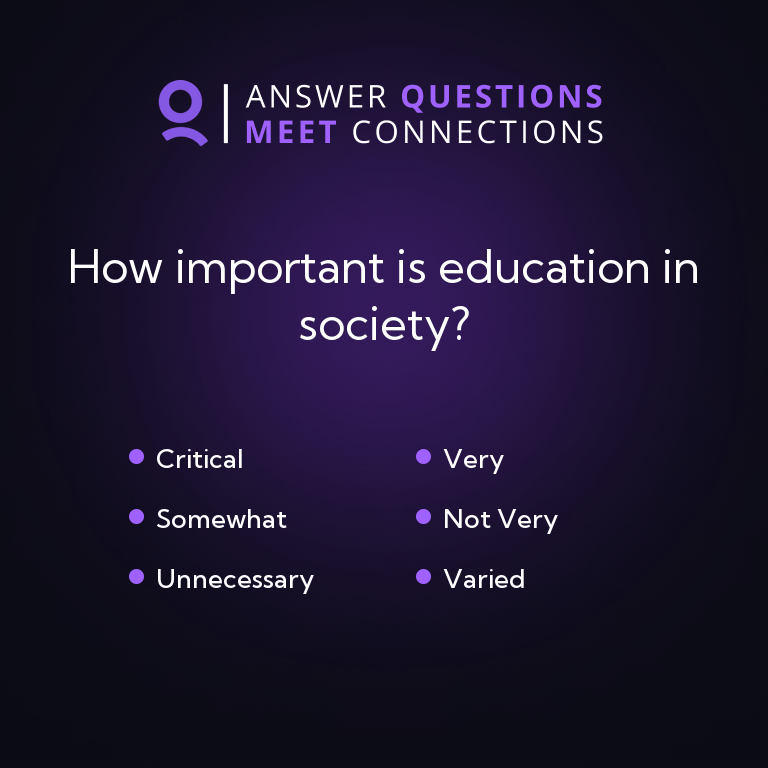 ANSWER QUESTIONS
MEET CONNECTIONS
How important is education in
society?
Critical
Very
Somewhat
Not Very
Unnecessary
Varied